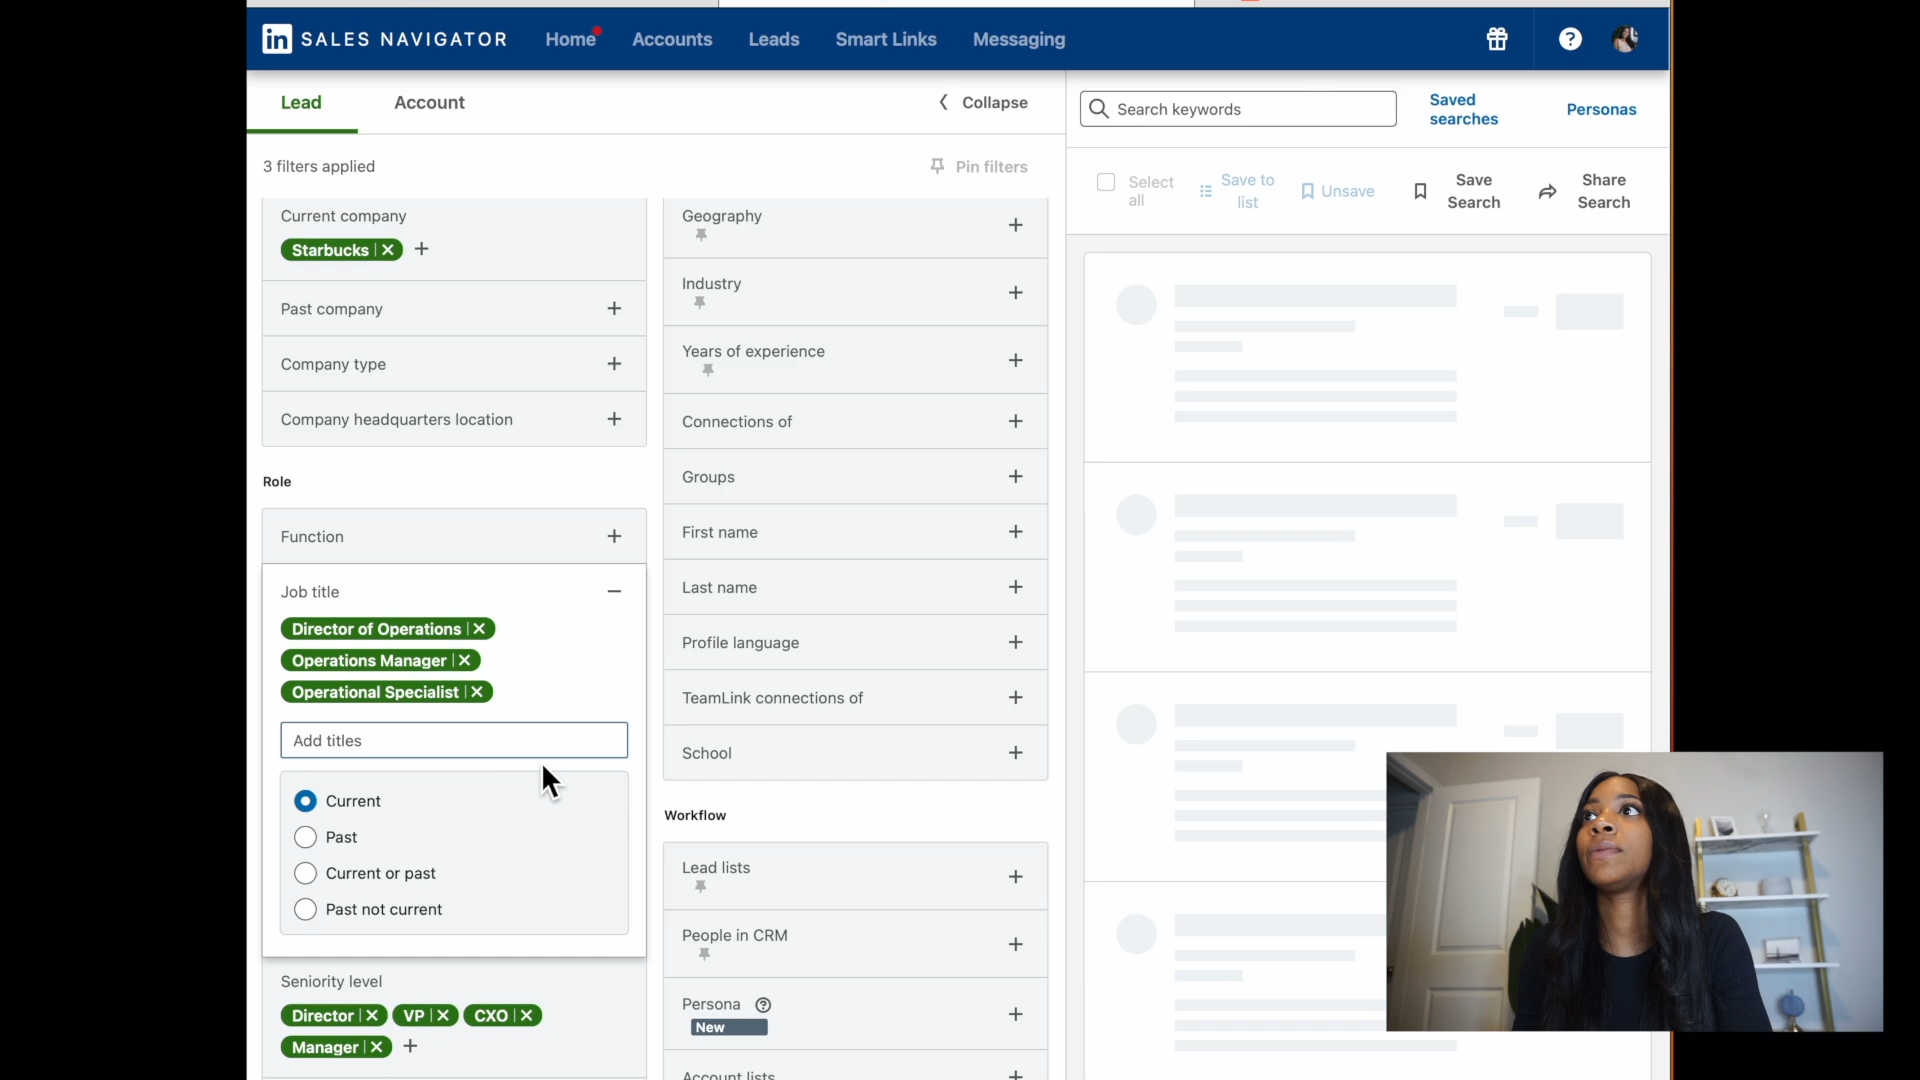 in SALES NAVIGATOR
Home
Accounts
Leads
Smart Links
Messaging
?
Lead
Account
Collapse
3 filters applied
Pin filters
Current company
Starbucks
Past company
Company type
Company headquarters location
Role
Function
Job title
Director of Operations
Operations Manager
Operational Specialist
Add titles
Current
Past
Current or past
Past not current
Seniority level
Director
VP
CXO
Manager
Geography
Industry
Years of experience
Connections of
Groups
First name
Last name
Profile language
TeamLink connections of
School
Workflow
Lead lists
People in CRM
Persona
New
Account lists
Search keywords
Saved
searches
Personas
Select
all
Save to
list
Unsave
Save
Search
Share
Search